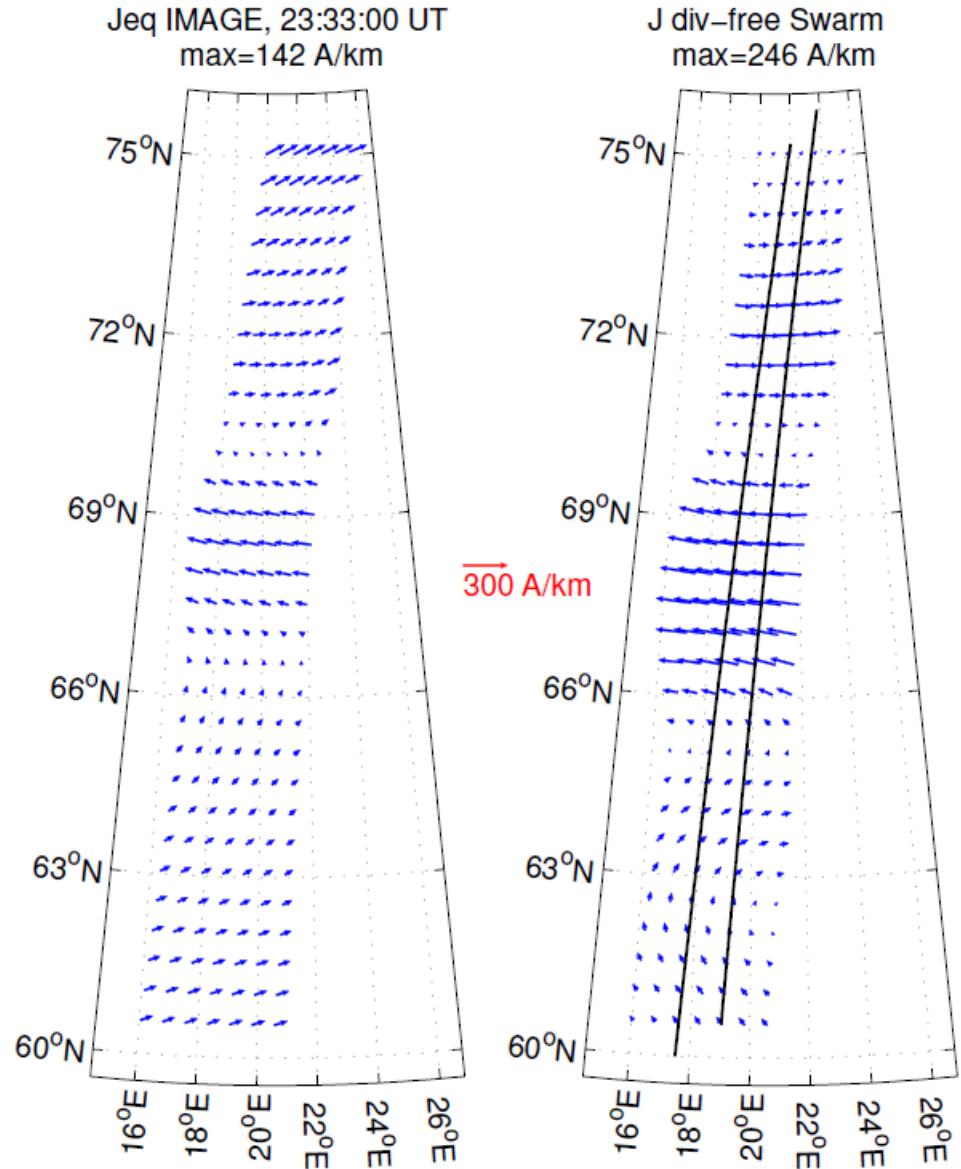 Jeq IMAGE, 23:33:00 UT
max=142 A/km
J div−free Swarm
max=246 A/km
75°N
72°N
69°N
66°N
63°N
60°N
16°E
18°E
20°E
22°E
24°E
26°E
300 A/km
75°N
72°N
69°N
66°N
63°N
60°N
16°E
18°E
20°E
22°E
24°E
26°E